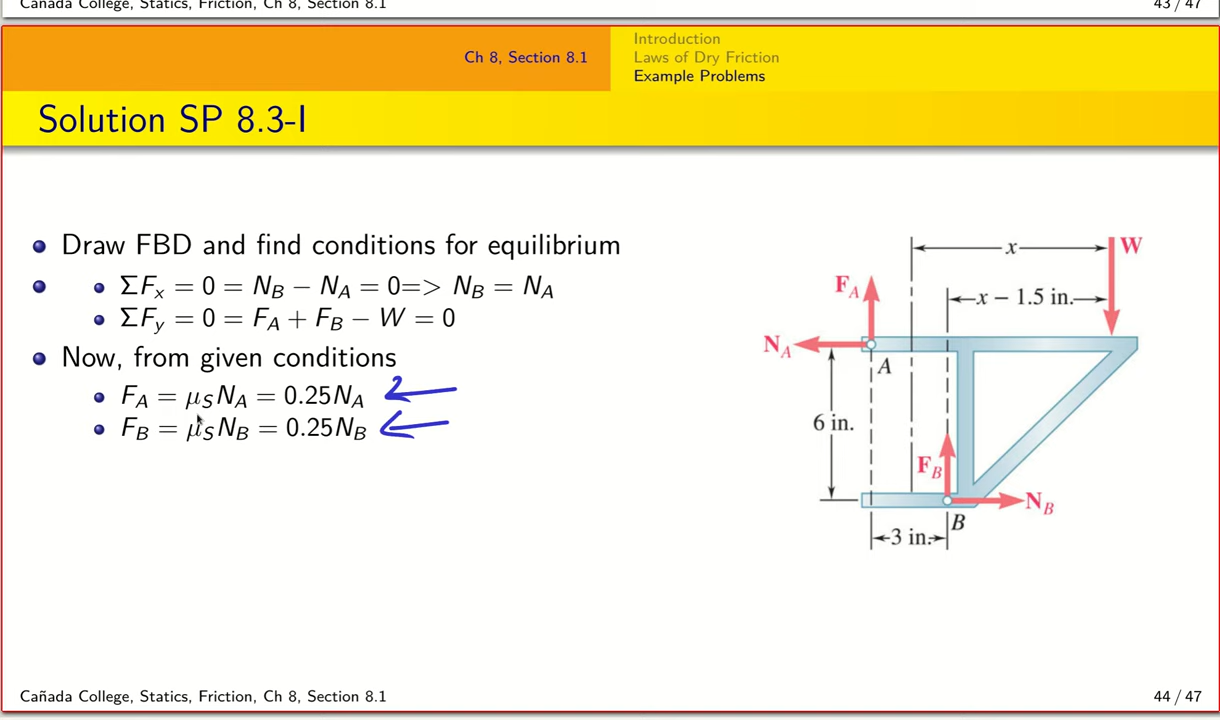 Cañada College, Statics, Friction, Ch 8, Section 8.1 43 / 47
Ch 8, Section 8.1
Introduction
Laws of Dry Friction
Example Problems
Solution SP 8.3-I
Draw FBD and find conditions for equilibrium
ΣFₓ = 0 = N_B − N_A = 0=> N_B = N_A
ΣF_y = 0 = F_A + F_B − W = 0
Now, from given conditions
F_A = μ_S N_A = 0.25N_A
F_B = μ_S N_B = 0.25N_B
x
W
F_A
x − 1.5 in.
N_A
A
6 in.
F_B
N_B
B
3 in.
Cañada College, Statics, Friction, Ch 8, Section 8.1 44 / 47